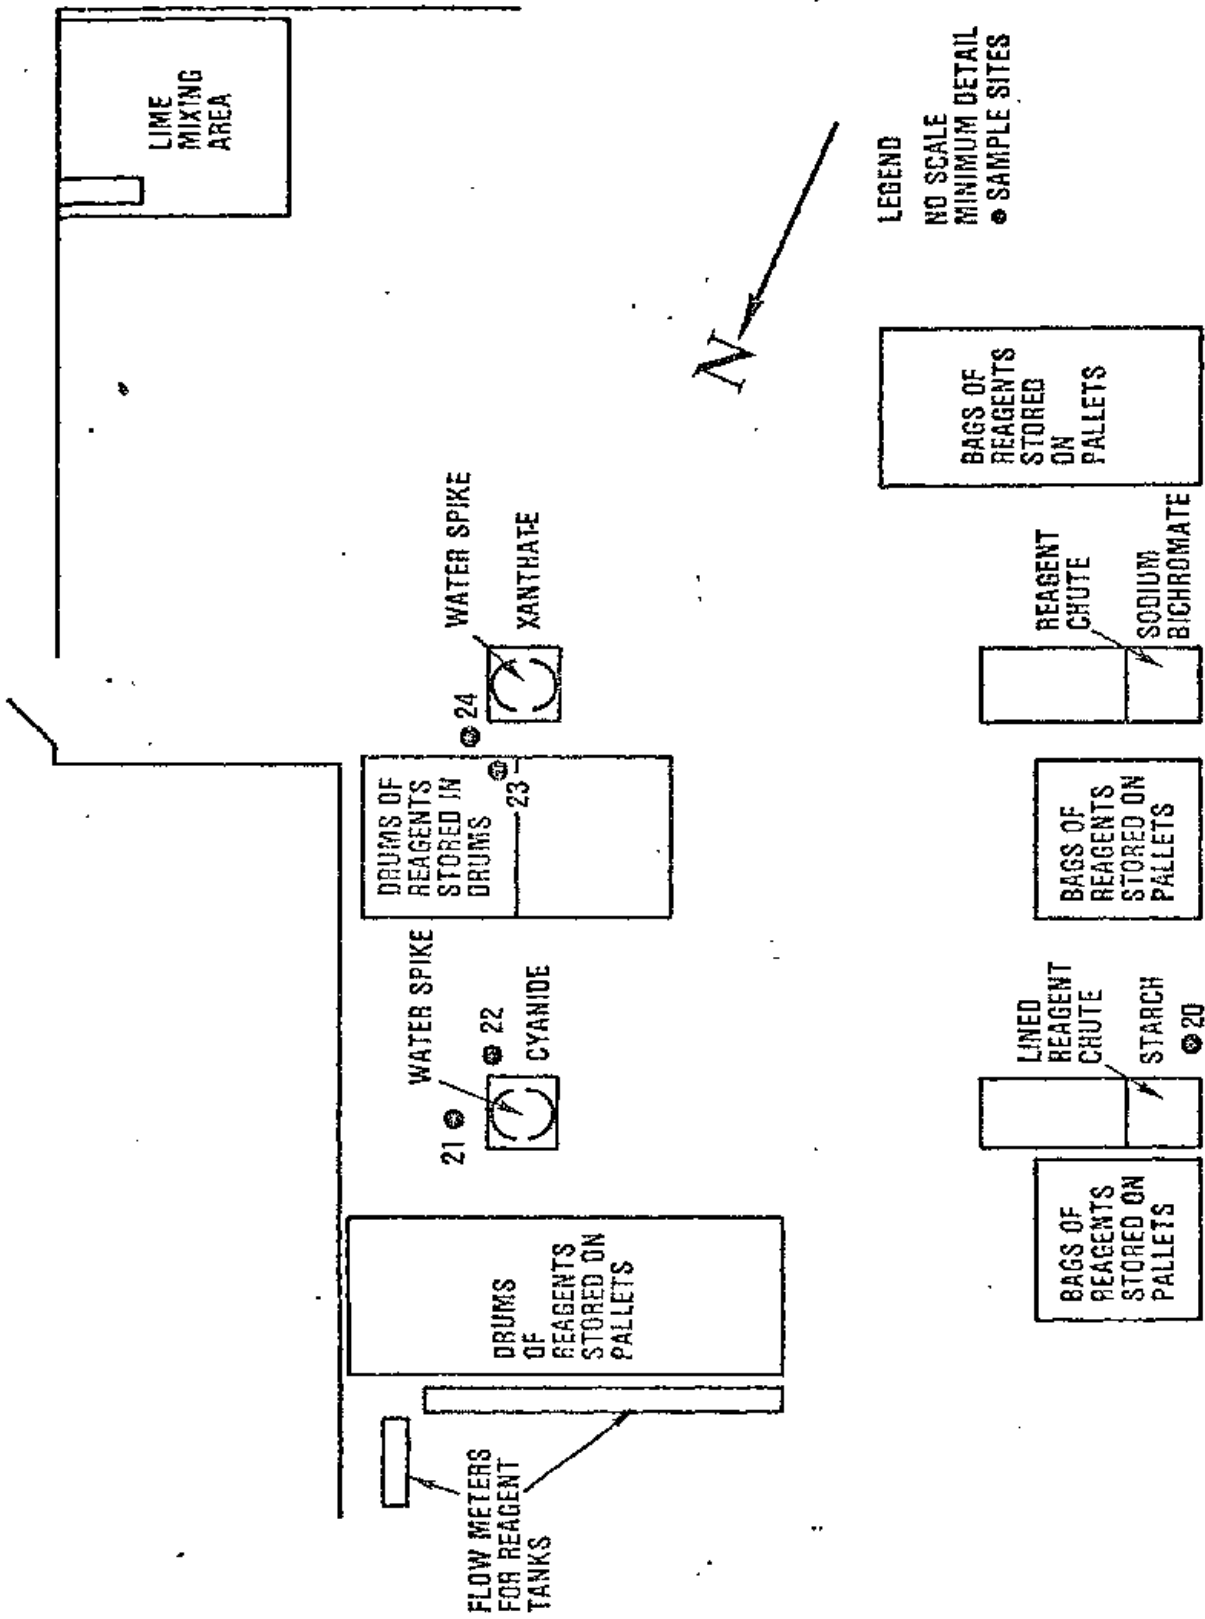 LIME
MIXING
AREA
LEGEND
NO SCALE
MINIMUM DETAIL
SAMPLE SITES
N
WATER SPIKE
XANTHATE
24
23
DRUMS OF
REAGENTS
STORED IN
DRUMS
BAGS OF
REAGENTS
STORED
ON
PALLETS
REAGENT
CHUTE
SODIUM
BICHROMATE
BAGS OF
REAGENTS
STORED ON
PALLETS
WATER SPIKE
22
CYANIDE
21
LINED
REAGENT
CHUTE
STARCH
20
BAGS OF
REAGENTS
STORED ON
PALLETS
DRUMS
OF
REAGENTS
STORED ON
PALLETS
FLOW METERS
FOR REAGENT
TANKS